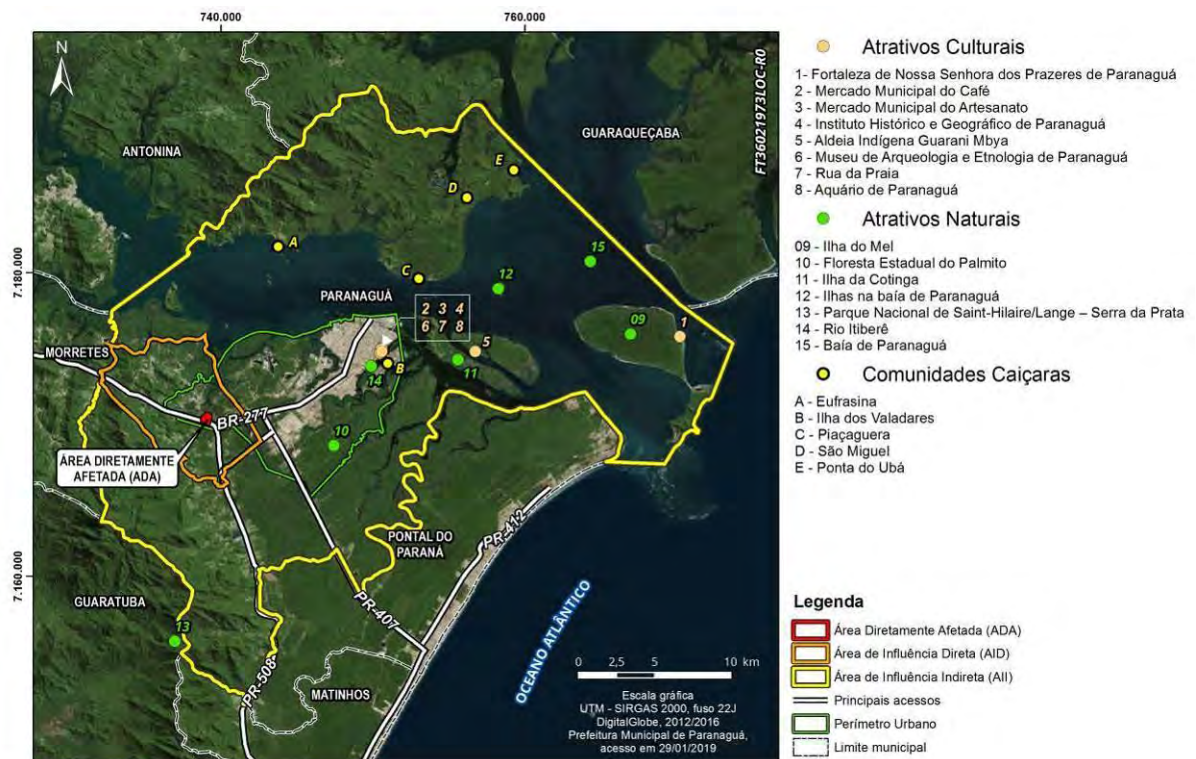 740.000
760.000
N
FT36021973LOC-R0
GUARAQUEÇABA
ANTONINA
E
D
A
15
7.180.000
C
12
PARANAGUÁ
2 3 4
6 7 8
09
1
MORRETES
5
11
B
14
BR-277
10
ÁREA DIRETAMENTE
AFETADA (ADA)
PR-412
PONTAL DO
PARANÁ
7.160.000
GUARATUBA
PR-407
13
OCEANO ATLÂNTICO
PR-508
MATINHOS
0 2,5 5 10 km
Escala gráfica
UTM - SIRGAS 2000, fuso 22J
DigitalGlobe, 2012/2016
Prefeitura Municipal de Paranaguá,
acesso em 29/01/2019
Atrativos Culturais
1- Fortaleza de Nossa Senhora dos Prazeres de Paranaguá
2 - Mercado Municipal do Café
3 - Mercado Municipal do Artesanato
4 - Instituto Histórico e Geográfico de Paranaguá
5 - Aldeia Indígena Guarani Mbya
6 - Museu de Arqueologia e Etnologia de Paranaguá
7 - Rua da Praia
8 - Aquário de Paranaguá
Atrativos Naturais
09 - Ilha do Mel
10 - Floresta Estadual do Palmito
11 - Ilha da Cotinga
12 - Ilhas na baía de Paranaguá
13 - Parque Nacional de Saint-Hilaire/Lange – Serra da Prata
14 - Rio Itiberê
15 - Baía de Paranaguá
Comunidades Caiçaras
A - Eufrasina
B - Ilha dos Valadares
C - Piaçaguera
D - São Miguel
E - Ponta do Ubá
Legenda
Área Diretamente Afetada (ADA)
Área de Influência Direta (AID)
Área de Influência Indireta (AII)
Principais acessos
Perímetro Urbano
Limite municipal